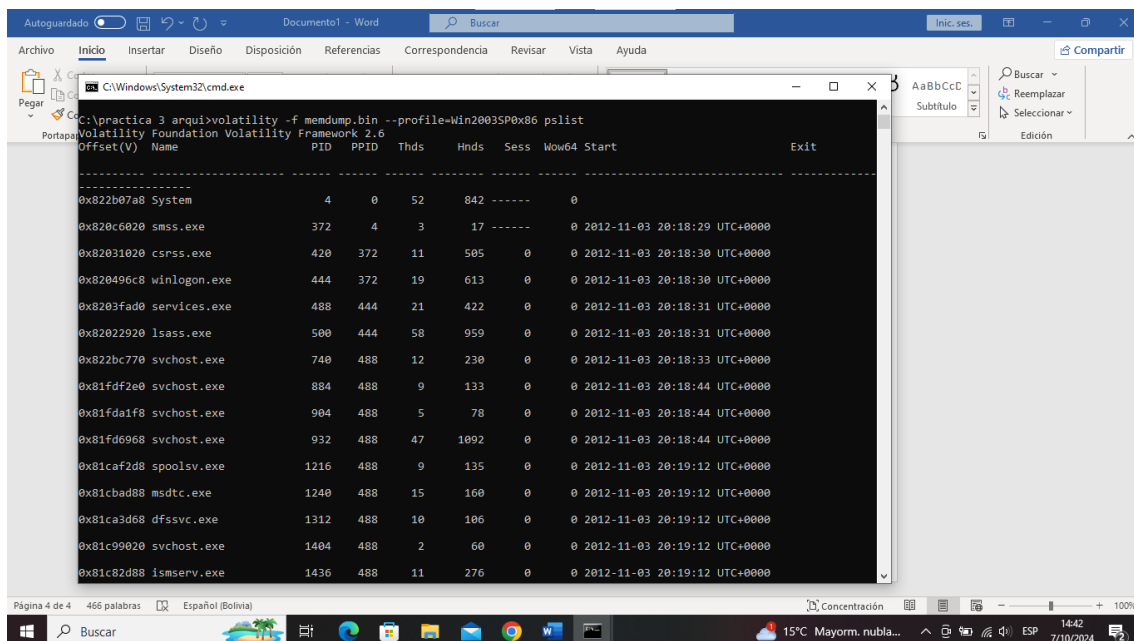 Autoguardado
Documento1 - Word
Buscar
Inic. ses.
Archivo Inicio Insertar Diseño Disposición Referencias Correspondencia Revisar Vista Ayuda
Compartir
Pegar
Portapa
AaBbCcD
Subtítulo
Buscar
Reemplazar
Seleccionar
Edición
C:\Windows\System32\cmd.exe
C:\practica 3 arqui>volatility -f memdump.bin --profile=Win2003SP0x86 pslist
Volatility Foundation Volatility Framework 2.6
Offset(V) Name PID PPID Thds Hnds Sess Wow64 Start Exit
---------- -------------------- ------ ------ ------ -------- ------ ------ ------------------------------ -------------
-----------------
0x822b07a8 System 4 0 52 842 ------ 0
0x820c6020 smss.exe 372 4 3 17 ------ 0 2012-11-03 20:18:29 UTC+0000
0x82031020 csrss.exe 420 372 11 505 0 0 2012-11-03 20:18:30 UTC+0000
0x820496c8 winlogon.exe 444 372 19 613 0 0 2012-11-03 20:18:30 UTC+0000
0x8203fad0 services.exe 488 444 21 422 0 0 2012-11-03 20:18:31 UTC+0000
0x82022920 lsass.exe 500 444 58 959 0 0 2012-11-03 20:18:31 UTC+0000
0x822bc770 svchost.exe 740 488 12 230 0 0 2012-11-03 20:18:33 UTC+0000
0x81fdf2e0 svchost.exe 884 488 9 133 0 0 2012-11-03 20:18:44 UTC+0000
0x81fda1f8 svchost.exe 904 488 5 78 0 0 2012-11-03 20:18:44 UTC+0000
0x81fd6968 svchost.exe 932 488 47 1092 0 0 2012-11-03 20:18:44 UTC+0000
0x81caf2d8 spoolsv.exe 1216 488 9 135 0 0 2012-11-03 20:19:12 UTC+0000
0x81cbad88 msdtc.exe 1240 488 15 160 0 0 2012-11-03 20:19:12 UTC+0000
0x81ca3d68 dfssvc.exe 1312 488 10 106 0 0 2012-11-03 20:19:12 UTC+0000
0x81c99020 svchost.exe 1404 488 2 60 0 0 2012-11-03 20:19:12 UTC+0000
0x81c82d88 ismserv.exe 1436 488 11 276 0 0 2012-11-03 20:19:12 UTC+0000
Página 4 de 4 466 palabras Español (Bolivia) Concentración 100%
Buscar 15°C Mayorm. nubla... ESP 14:42
7/10/2024